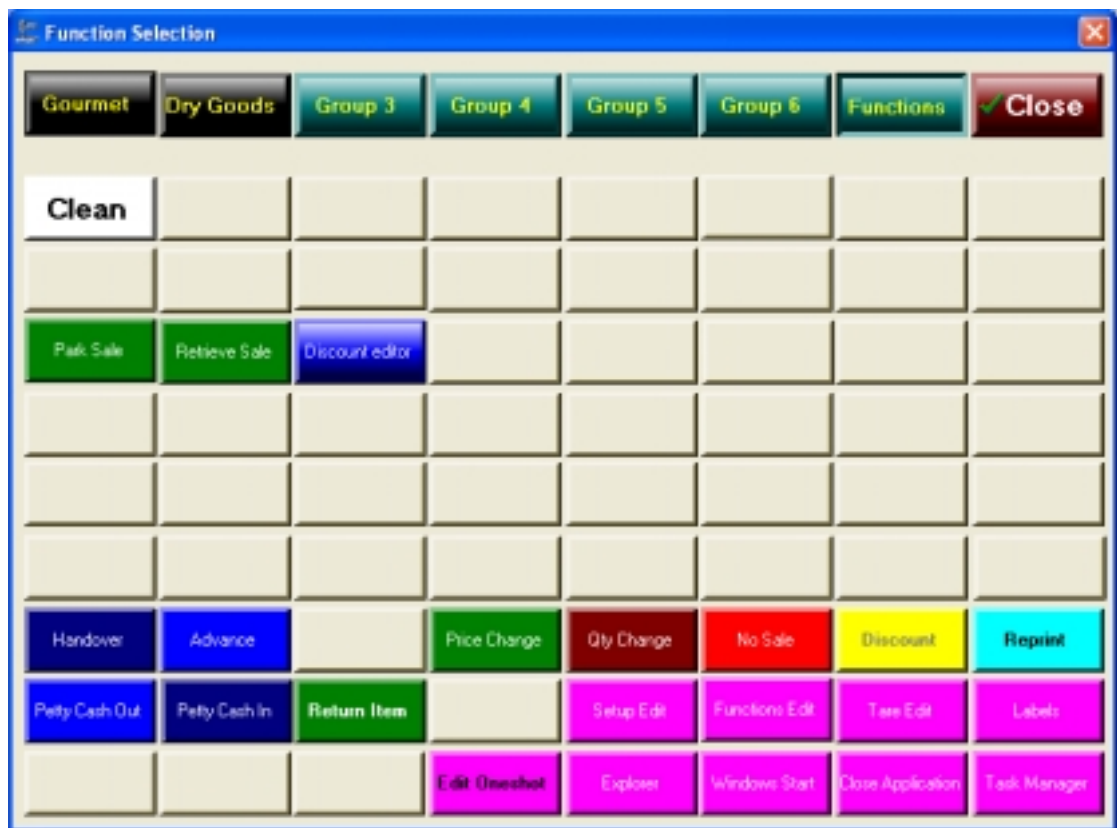 Function Selection
Gourmet Dry Goods Group 3 Group 4 Group 5 Group 6 Functions Close
Clean
Park Sale Retrieve Sale Discount editor
Handover Advance Price Change Qty Change No Sale Discount Reprint
Petty Cash Out Petty Cash In Return Item Setup Edit Functions Edit Tare Edit Labels
Edit Oneshot Explorer Windows Start Close Application Task Manager